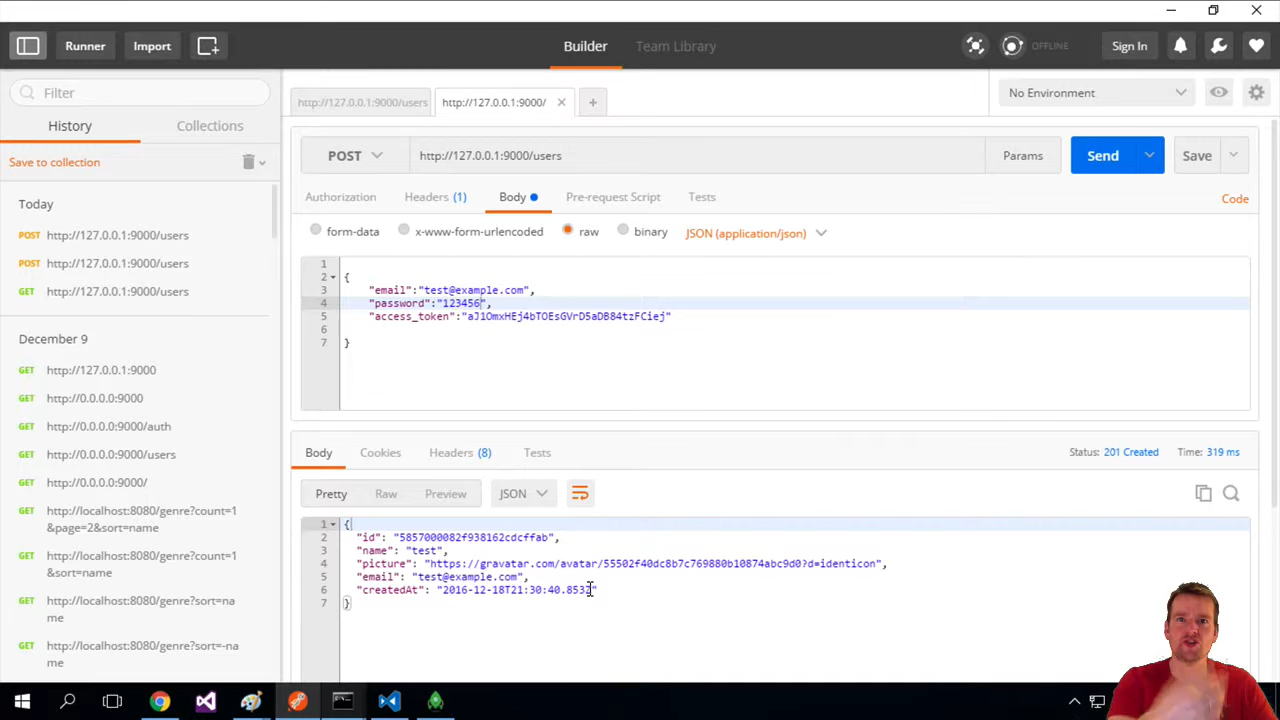 Runner
Import
Builder
Team Library
OFFLINE
Sign In
Filter
http://127.0.0.1:9000/users
http://127.0.0.1:9000/
No Environment
History
Collections
Save to collection
Today
POST http://127.0.0.1:9000/users
POST http://127.0.0.1:9000/users
GET http://127.0.0.1:9000/users
December 9
GET http://127.0.0.1:9000
GET http://0.0.0.0:9000
GET http://0.0.0.0:9000/auth
GET http://0.0.0.0:9000/users
GET http://0.0.0.0:9000/
GET http://localhost:8080/genre?count=1
&page=2&sort=name
GET http://localhost:8080/genre?count=1
&sort=name
GET http://localhost:8080/genre?sort=na
me
GET http://localhost:8080/genre?sort=-na
me
POST
http://127.0.0.1:9000/users
Params
Send
Save
Authorization
Headers (1)
Body
Pre-request Script
Tests
Code
form-data
x-www-form-urlencoded
raw
binary
JSON (application/json)
1
2 {
3 "email":"test@example.com",
4 "password":"123456",
5 "access_token":"aJ1OmxHEj4bTOEsGVrD5aDB84tzFCiej"
6
7 }
Body
Cookies
Headers (8)
Tests
Status: 201 Created
Time: 319 ms
Pretty
Raw
Preview
JSON
1 {
2 "id": "5857000082f938162cdcffab",
3 "name": "test",
4 "picture": "https://gravatar.com/avatar/55502f40dc8b7c769880b10874abc9d0?d=identicon",
5 "email": "test@example.com",
6 "createdAt": "2016-12-18T21:30:40.853Z"
7 }